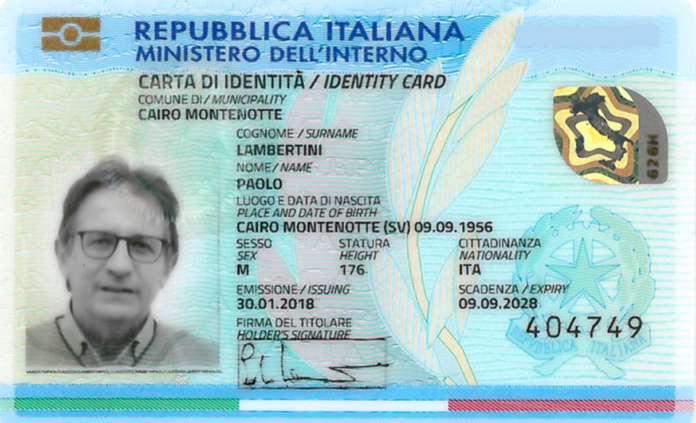 REPUBBLICA ITALIANA
MINISTERO DELL'INTERNO
CARTA DI IDENTITÀ / IDENTITY CARD
COMUNE DI / MUNICIPALITY
CAIRO MONTENOTTE
COGNOME / SURNAME
LAMBERTINI
NOME / NAME
PAOLO
LUOGO E DATA DI NASCITA
PLACE AND DATE OF BIRTH
CAIRO MONTENOTTE (SV) 09.09.1956
SESSO STATURA CITTADINANZA
SEX HEIGHT NATIONALITY
M 176 ITA
EMISSIONE / ISSUING SCADENZA / EXPIRY
30.01.2018 09.09.2028
FIRMA DEL TITOLARE
HOLDER'S SIGNATURE
404749
REPUBBLICA ITALIANA